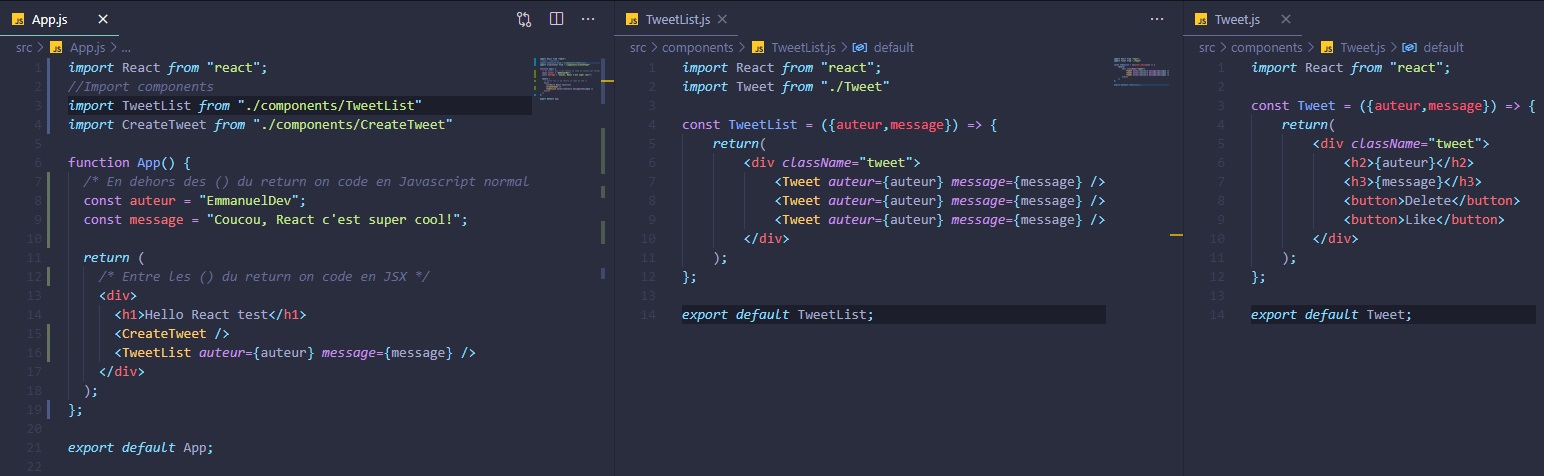 JS App.js ×
src > JS App.js > ...
1 import React from "react";
2 //Import components
3 import TweetList from "./components/TweetList"
4 import CreateTweet from "./components/CreateTweet"
5
6 function App() {
7 /* En dehors des () du return on code en Javascript normal
8 const auteur = "EmmanuelDev";
9 const message = "Coucou, React c'est super cool!";
10
11 return (
12 /* Entre les () du return on code en JSX */
13 <div>
14 <h1>Hello React test</h1>
15 <CreateTweet />
16 <TweetList auteur={auteur} message={message} />
17 </div>
18 );
19 };
20
21 export default App;
22
JS TweetList.js ×
src > components > JS TweetList.js > default
1 import React from "react";
2 import Tweet from "./Tweet"
3
4 const TweetList = ({auteur,message}) => {
5 return(
6 <div className="tweet">
7 <Tweet auteur={auteur} message={message} />
8 <Tweet auteur={auteur} message={message} />
9 <Tweet auteur={auteur} message={message} />
10 </div>
11 );
12 };
13
14 export default TweetList;
JS Tweet.js ×
src > components > JS Tweet.js > default
1 import React from "react";
2
3 const Tweet = ({auteur,message}) => {
4 return(
5 <div className="tweet">
6 <h2>{auteur}</h2>
7 <h3>{message}</h3>
8 <button>Delete</button>
9 <button>Like</button>
10 </div>
11 );
12 };
13
14 export default Tweet;